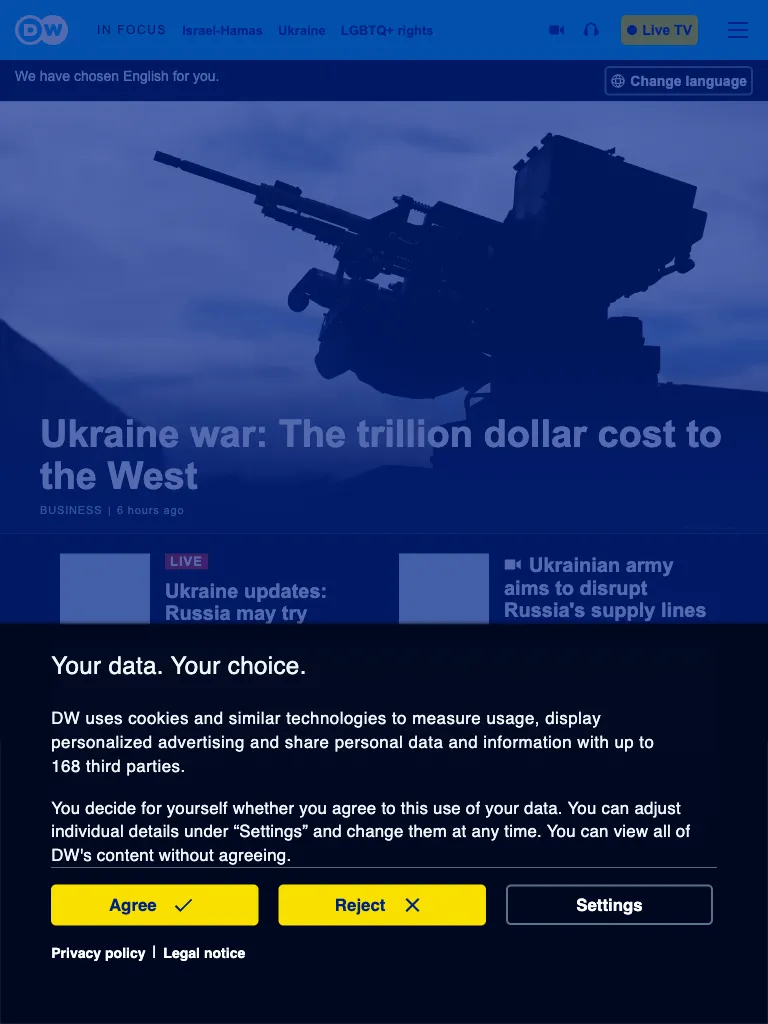 DW
IN FOCUS Israel-Hamas Ukraine LGBTQ+ rights Live TV
We have chosen English for you.
Change language
Ukraine war: The trillion dollar cost to
the West
BUSINESS | 6 hours ago
LIVE
Ukraine updates:
Russia may try
Ukrainian army
aims to disrupt
Russia's supply lines
Your data. Your choice.
DW uses cookies and similar technologies to measure usage, display
personalized advertising and share personal data and information with up to
168 third parties.
You decide for yourself whether you agree to this use of your data. You can adjust
individual details under “Settings” and change them at any time. You can view all of
DW's content without agreeing.
Agree Reject Settings
Privacy policy | Legal notice